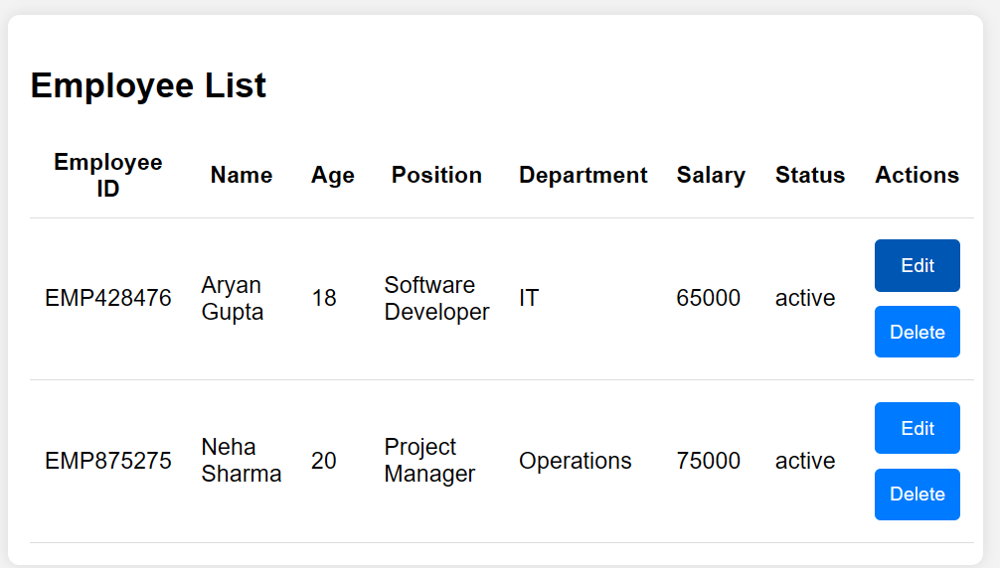 Employee List
Employee ID Name Age Position Department Salary Status Actions
EMP428476 Aryan Gupta 18 Software Developer IT 65000 active Edit
Delete
EMP875275 Neha Sharma 20 Project Manager Operations 75000 active Edit
Delete